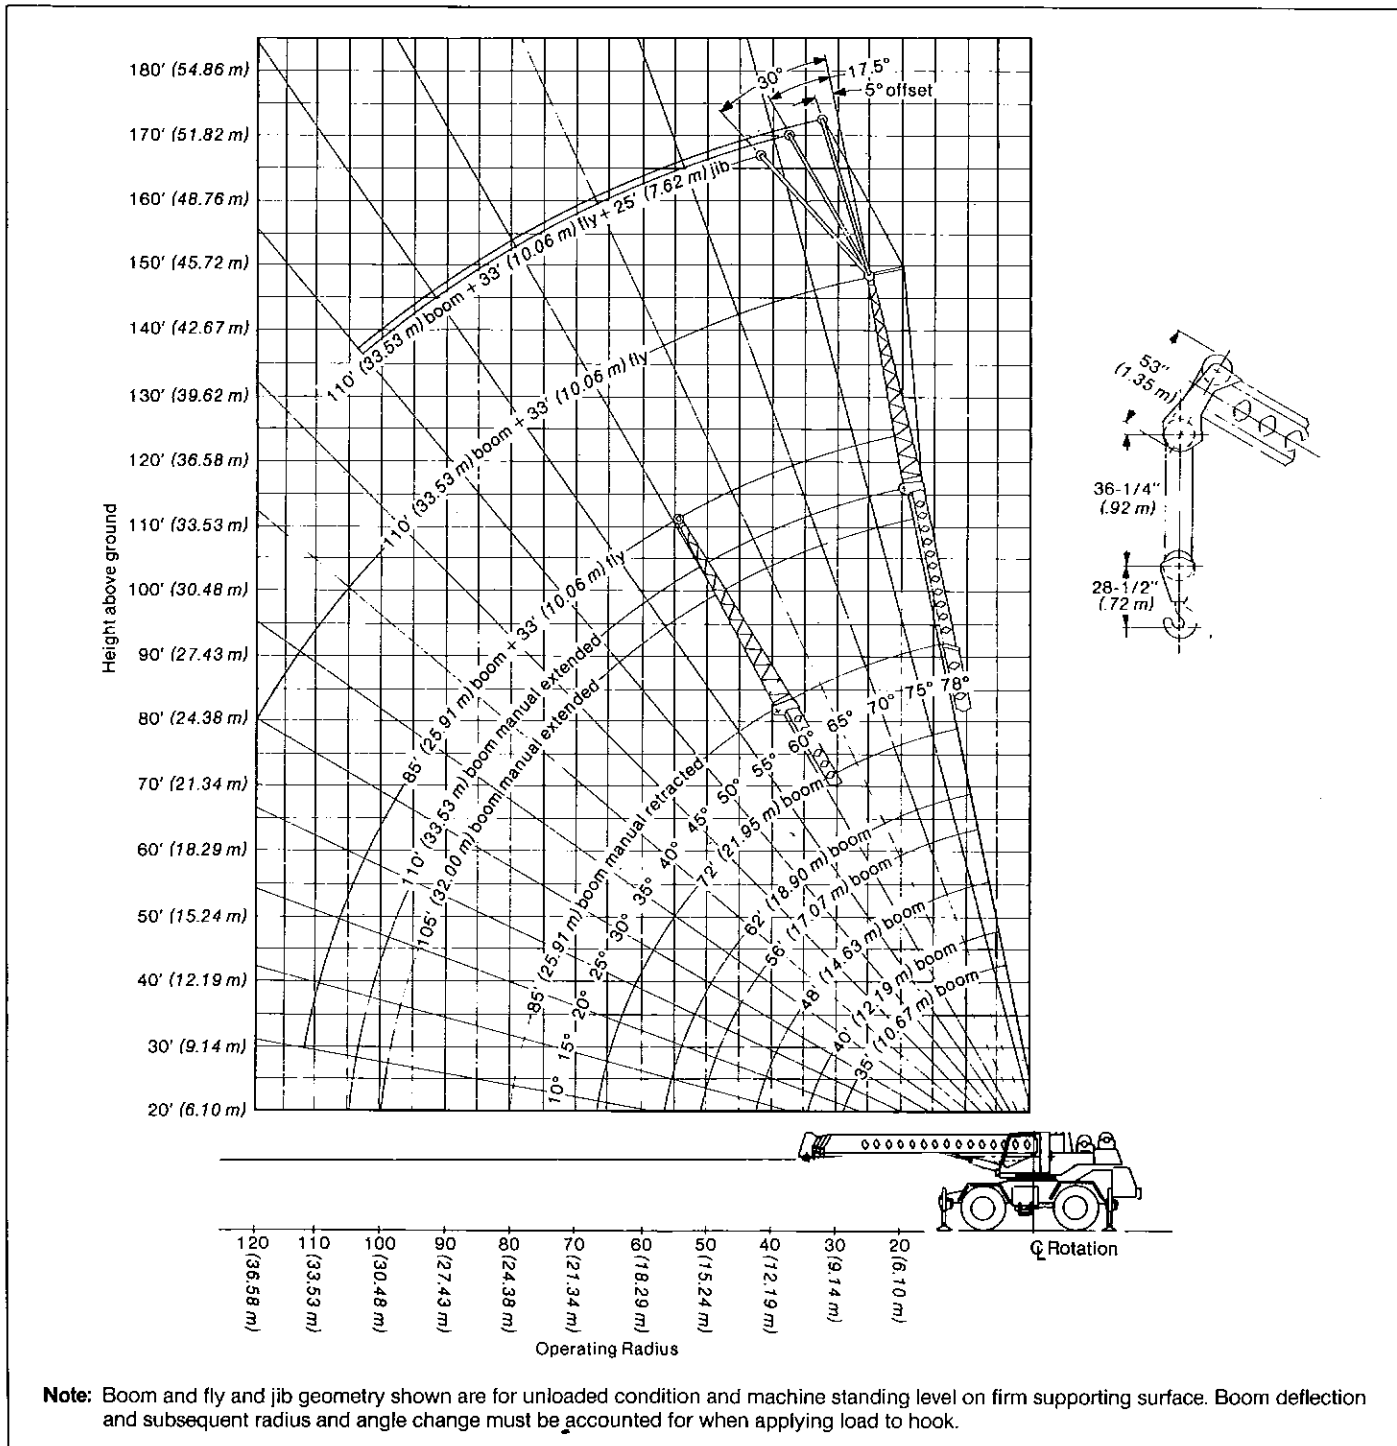 180' (54.86 m)
170' (51.82 m)
160' (48.76 m)
150' (45.72 m)
140' (42.67 m)
130' (39.62 m)
120' (36.58 m)
110' (33.53 m)
100' (30.48 m)
90' (27.43 m)
80' (24.38 m)
70' (21.34 m)
60' (18.29 m)
50' (15.24 m)
40' (12.19 m)
30' (9.14 m)
20' (6.10 m)
Height above ground
30°
17.5°
5° offset
110' (33.53 m) boom + 33' (10.06 m) fly + 25' (7.62 m) jib
110' (33.53 m) boom + 33' (10.06 m) fly
85' (25.91 m) boom + 33' (10.06 m) fly
110' (33.53 m) boom manual extended
105' (32.00 m) boom manual extended
85' (25.91 m) boom manual retracted
72' (21.95 m) boom
62' (18.90 m) boom
56' (17.07 m) boom
48' (14.63 m) boom
40' (12.19 m) boom
35' (10.67 m) boom
10° 15° 20° 25° 30° 35° 40° 45° 50° 55° 60° 65° 70° 75° 78°
53"
(1.35 m)
36-1/4"
(.92 m)
28-1/2"
(.72 m)
120 110 100 90 80 70 60 50 40 30 20
(36.58 m) (33.53 m) (30.48 m) (27.43 m) (24.38 m) (21.34 m) (18.29 m) (15.24 m) (12.19 m) (9.14 m) (6.10 m)
℄ Rotation
Operating Radius
Note: Boom and fly and jib geometry shown are for unloaded condition and machine standing level on firm supporting surface. Boom deflection
and subsequent radius and angle change must be accounted for when applying load to hook.